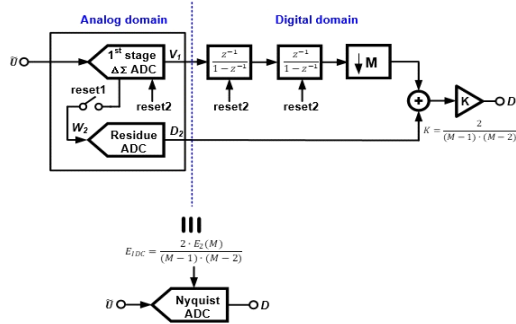 Analog domain
Digital domain
Ū
1st stage
ΔΣ ADC
V1
z⁻¹
1 − z⁻¹
z⁻¹
1 − z⁻¹
↓ M
reset1
reset2
reset2
reset2
W2
Residue
ADC
D2
+
K
D
K = 2 / (M − 1) · (M − 2)
E_IDC = 2 · E2(M) / (M − 1) · (M − 2)
Ū
Nyquist
ADC
D